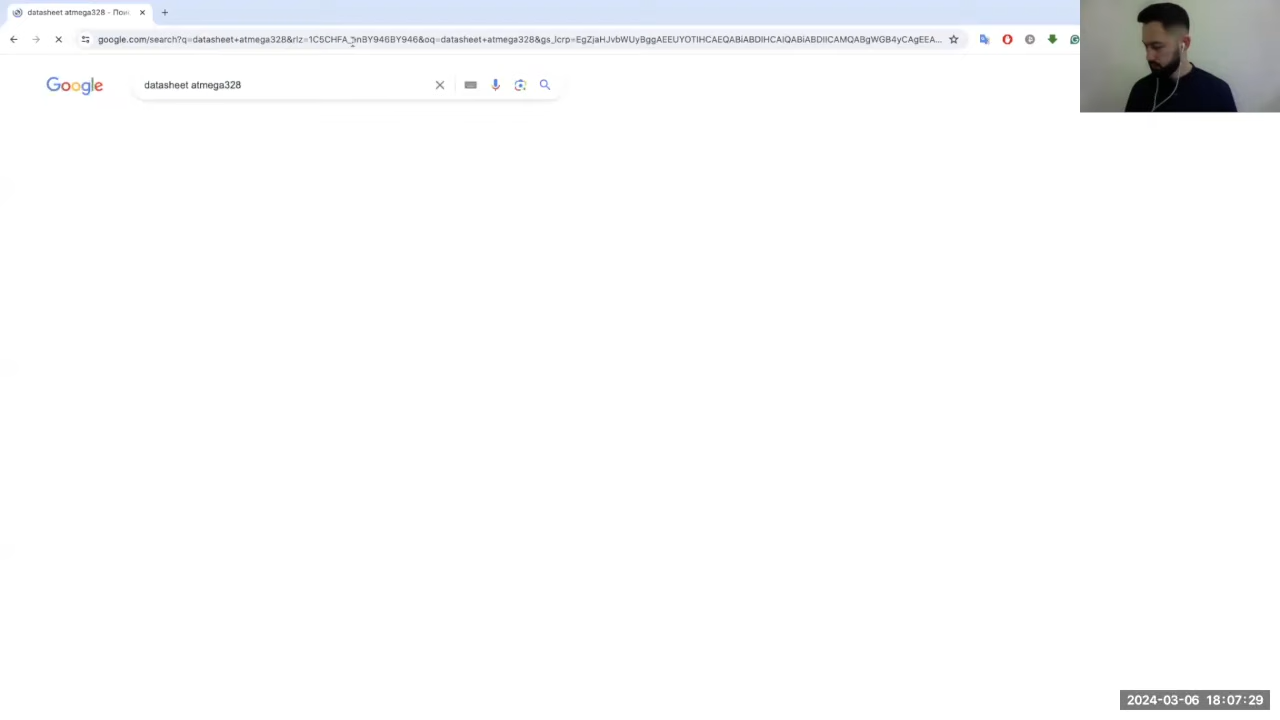 datasheet atmega328 - Пои
google.com/search?q=datasheet+atmega328&rlz=1C5CHFA_enBY946BY946&oq=datasheet+atmega328&gs_lcrp=EgZjaHJvbWUyBggAEEUYOTIHCAEQABiABDIHCAIQABiABDIICAMQABgWGB4yCAgEEA...
Google
datasheet atmega328
2024-03-06 18:07:29